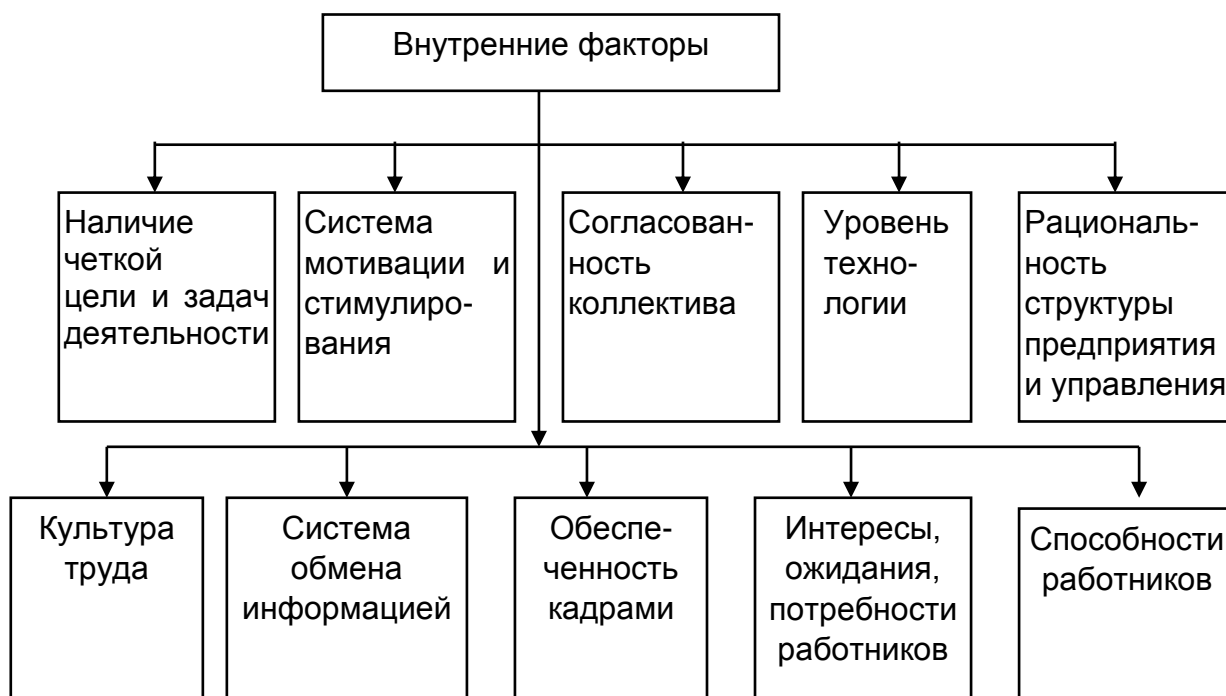 Внутренние факторы
Наличие
четкой
цели и задач
деятельности
Система
мотивации и
стимулиро-
вания
Согласован-
ность
коллектива
Уровень
техно-
логии
Рациональ-
ность
структуры
предприятия
и управления
Культура
труда
Система
обмена
информацией
Обеспе-
ченность
кадрами
Интересы,
ожидания,
потребности
работников
Способности
работников